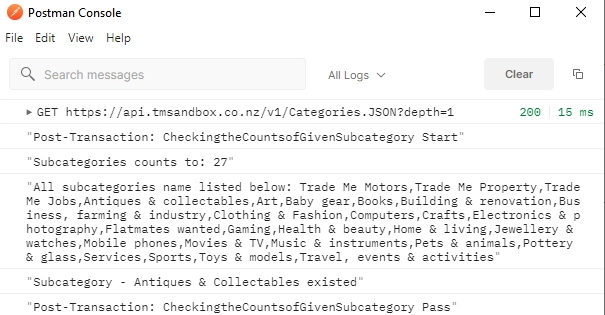 Postman Console
File Edit View Help
Search messages All Logs Clear
GET https://api.tmsandbox.co.nz/v1/Categories.JSON?depth=1 200 15 ms
"Post-Transaction: CheckingtheCountsofGivenSubcategory Start"
"Subcategories counts to: 27"
"All subcategories name listed below: Trade Me Motors,Trade Me Property,Trade
Me Jobs,Antiques & collectables,Art,Baby gear,Books,Building & renovation,Bus
iness, farming & industry,Clothing & Fashion,Computers,Crafts,Electronics & p
hotography,Flatmates wanted,Gaming,Health & beauty,Home & living,Jewellery &
watches,Mobile phones,Movies & TV,Music & instruments,Pets & animals,Pottery
& glass,Services,Sports,Toys & models,Travel, events & activities"
"Subcategory - Antiques & Collectables existed"
"Post-Transaction: CheckingtheCountsofGivenSubcategory Pass"